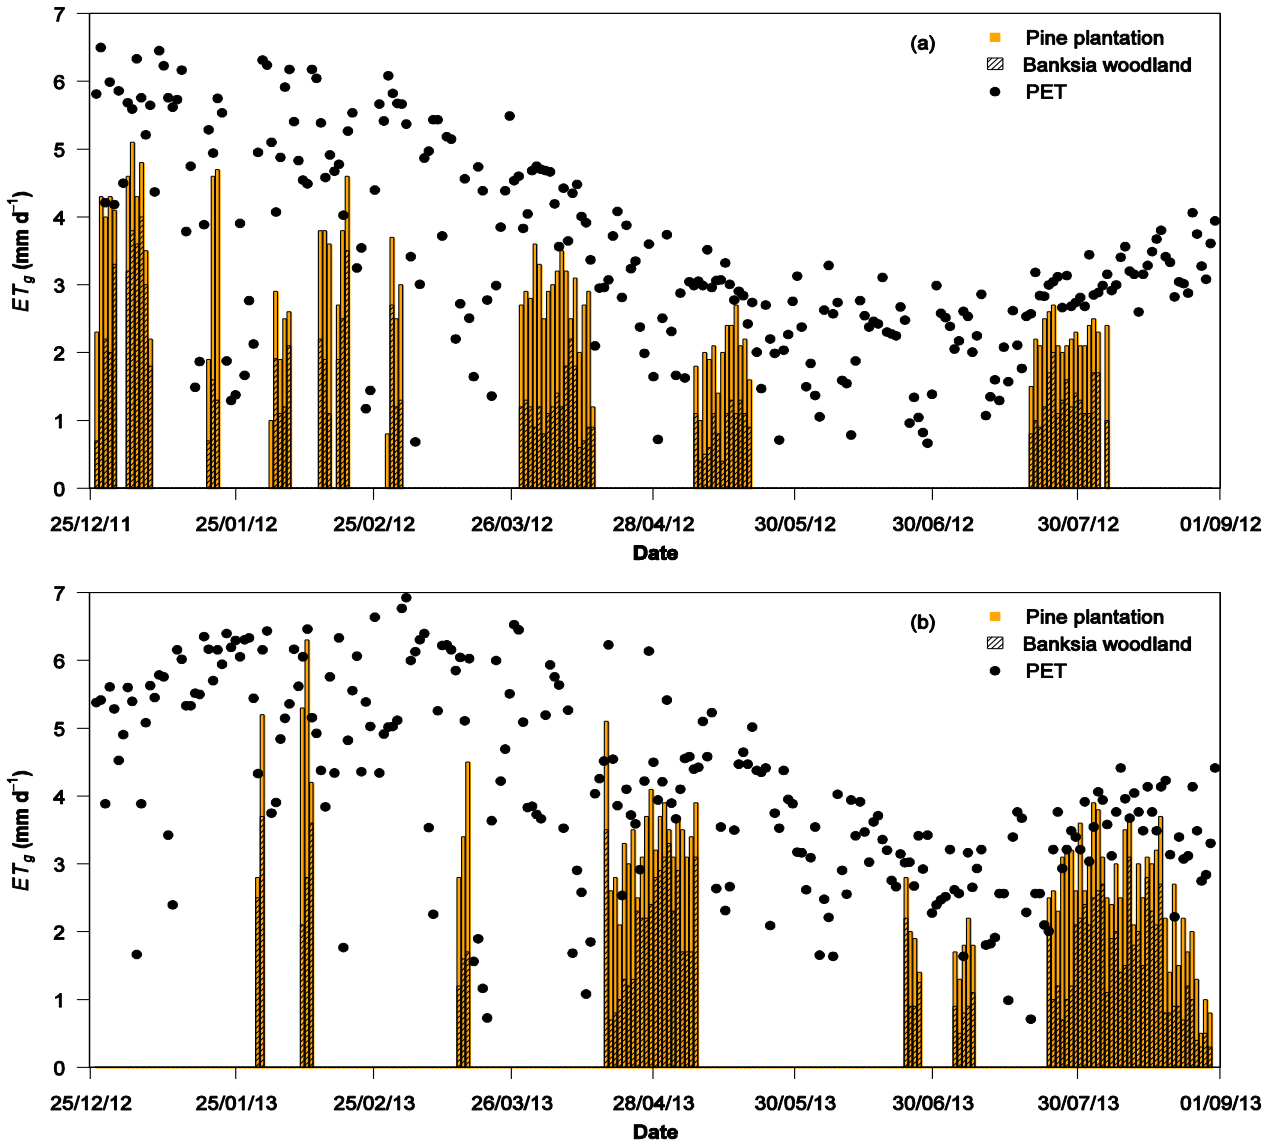 7
(a)
Pine plantation
Banksia woodland
PET
6
5
4
3
2
1
0
ETg (mm d−1)
25/12/11 25/01/12 25/02/12 26/03/12 28/04/12 30/05/12 30/06/12 30/07/12 01/09/12
Date
7
(b)
Pine plantation
Banksia woodland
PET
6
5
4
3
2
1
0
ETg (mm d−1)
25/12/12 25/01/13 25/02/13 26/03/13 28/04/13 30/05/13 30/06/13 30/07/13 01/09/13
Date